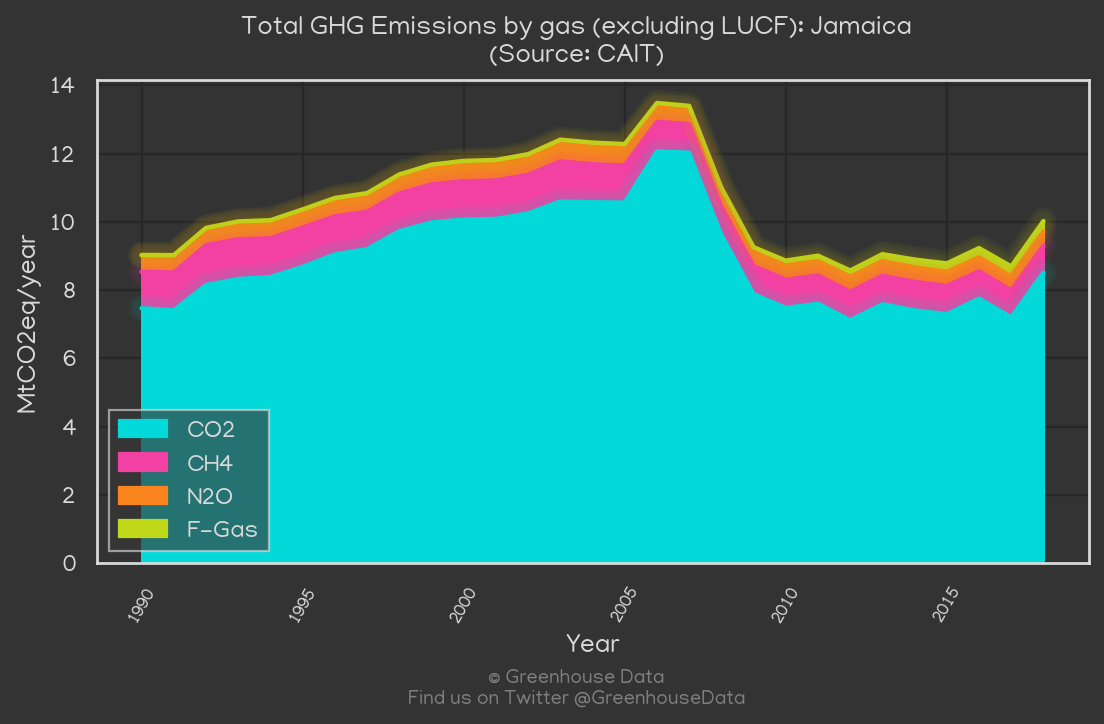 Total GHG Emissions by gas (excluding LUCF): Jamaica
(Source: CAIT)
MtCO2eq/year
14
12
10
8
6
4
2
0
CO2
CH4
N2O
F-Gas
1990
1995
2000
2005
2010
2015
Year
© Greenhouse Data
Find us on Twitter @GreenhouseData